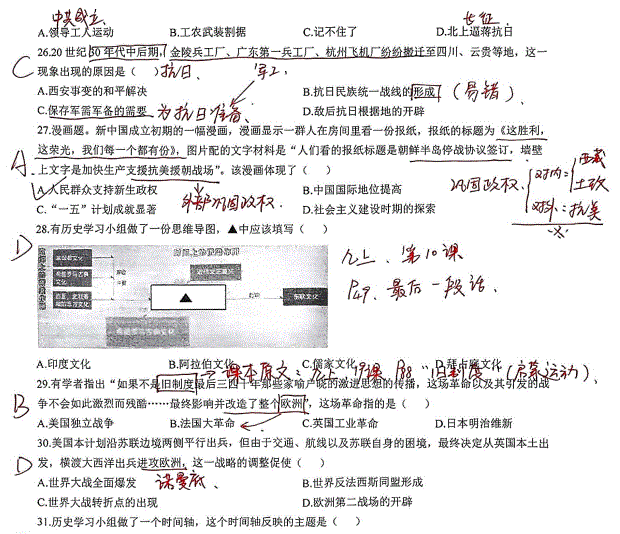 中共成立 长征
A.领导工人运动 B.工农武装割据 C.记不住了 D.北上逼蒋抗日
26.20 世纪 30 年代中后期，金陵兵工厂、广东第一兵工厂、杭州飞机厂纷纷搬迁至四川、云贵等地，这一
C 现象出现的原因是（ ）抗日、 军工
A.西安事变的和平解决 B.抗日民族统一战线的形成（易错）、
C.保存军需军备的需要 为抗日准备、 D.敌后抗日根据地的开辟
27.漫画题。新中国成立初期的一幅漫画，漫画显示一群人在房间里看一份报纸，报纸的标题为《这胜利，
这荣光，我们每一个都有份》，图片配的文字材料是“人们看的报纸标题是朝鲜半岛停战协议签订，墙壁
A. 上文字是加快生产支援抗美援朝战场”。该漫画体现了（ ）
A.人民群众支持新生政权 B.中国国际地位提高 巩固政权、 对内= 西藏 土改
C.“一五”计划成就显著 外部巩固政权、 D.社会主义建设时期的探索 对外=抗美
28.有历史学习小组做了一份思维导图，▲中应该填写（ ）
D
▲
九上、第10课
P49、最后一段话、
A.印度文化 B.阿拉伯文化 C.儒家文化 D.拜占庭文化
课本原文：九上、19课 P88 “旧制度”（启蒙运动）、
29.有学者指出“如果不是旧制度最后三四十年那些家喻户晓的激进思想的传播，这场革命以及其引发的战
B 争不会如此激烈而残酷……最终影响并改造了整个欧洲”，这场革命指的是（ ）
A.美国独立战争 B.法国大革命 C.英国工业革命 D.日本明治维新
30.美国本计划沿苏联边境两侧平行出兵，但由于交通、航线以及苏联自身的困境，最终决定从英国本土出
D 发，横渡大西洋出兵进攻欧洲，这一战略的调整促使（ ）
A.世界大战全面爆发 诺曼底、 B.世界反法西斯同盟形成
C.世界大战转折点的出现 D.欧洲第二战场的开辟
31.历史学习小组做了一个时间轴，这个时间轴反映的主题是（ ）